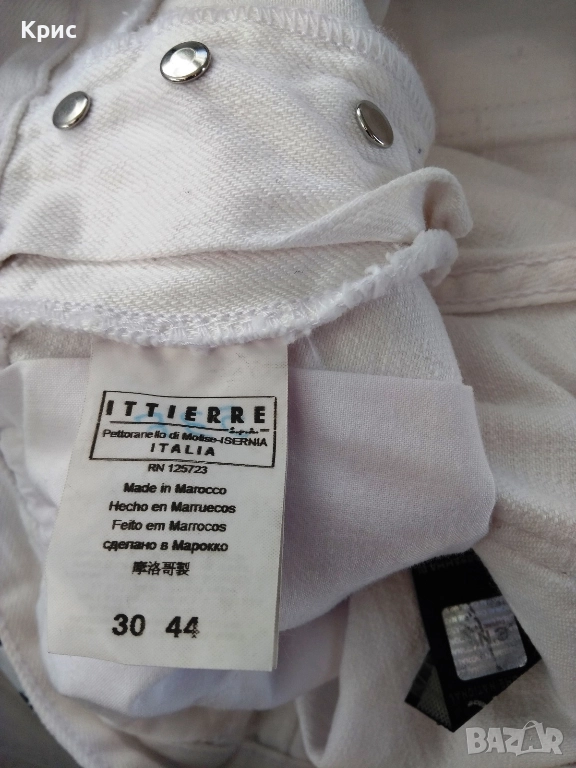 Крис
ITTIERRE
S.p.A.
Pettoranello di Molise-ISERNIA
ITALIA
RN 125723
Made in Marocco
Hecho en Marruecos
Feito em Marrocos
сделано в Марокко
摩洛哥製
30 44
BAZAR